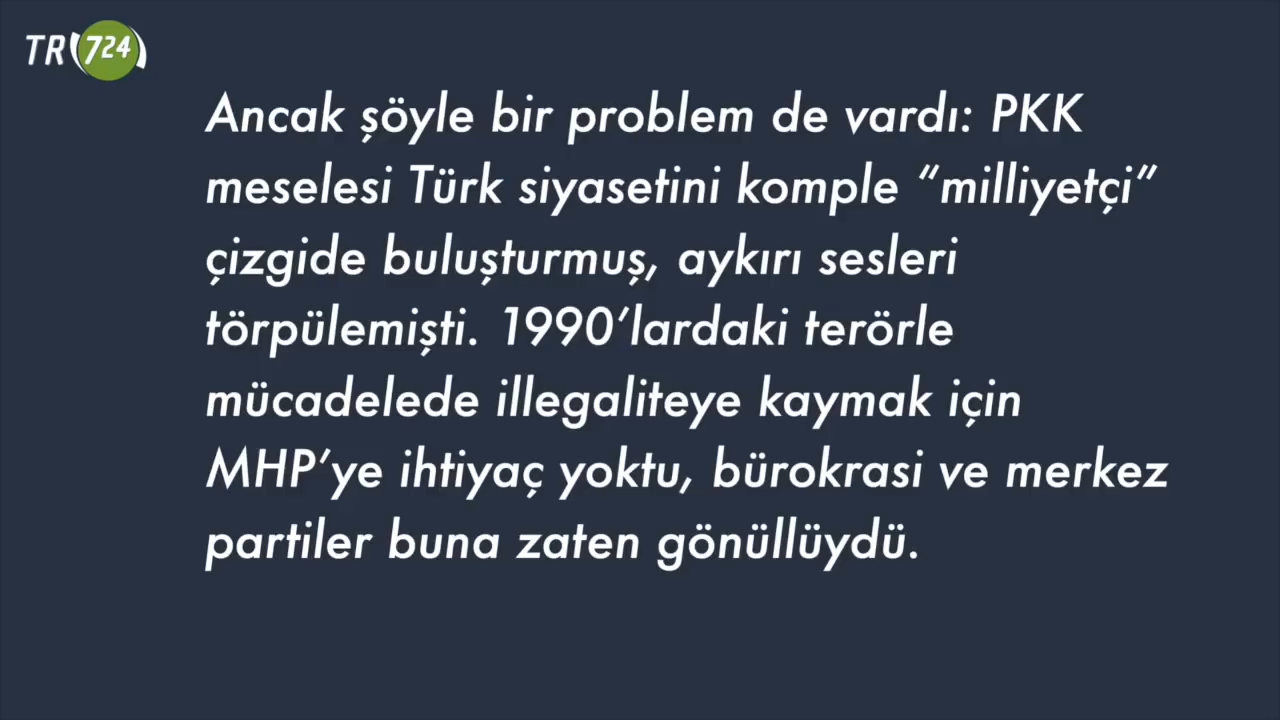 TR724
Ancak şöyle bir problem de vardı: PKK
meselesi Türk siyasetini komple “milliyetçi”
çizgide buluşturmuş, aykırı sesleri
törpülemişti. 1990’lardaki terörle
mücadelede illegaliteye kaymak için
MHP’ye ihtiyaç yoktu, bürokrasi ve merkez
partiler buna zaten gönüllüydü.